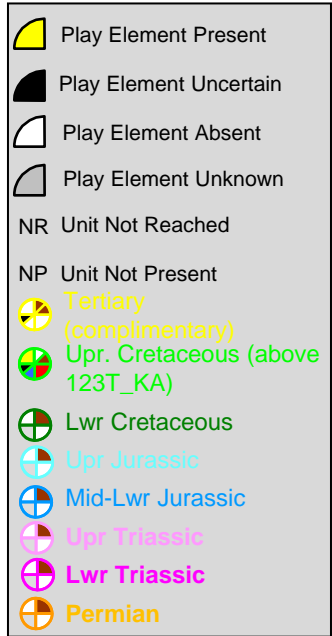 Play Element Present
Play Element Uncertain
Play Element Absent
Play Element Unknown
NR Unit Not Reached
NP Unit Not Present
Tertiary
(complimentary)
Upr. Cretaceous (above
123T_KA)
Lwr Cretaceous
Upr Jurassic
Mid-Lwr Jurassic
Upr Triassic
Lwr Triassic
Permian